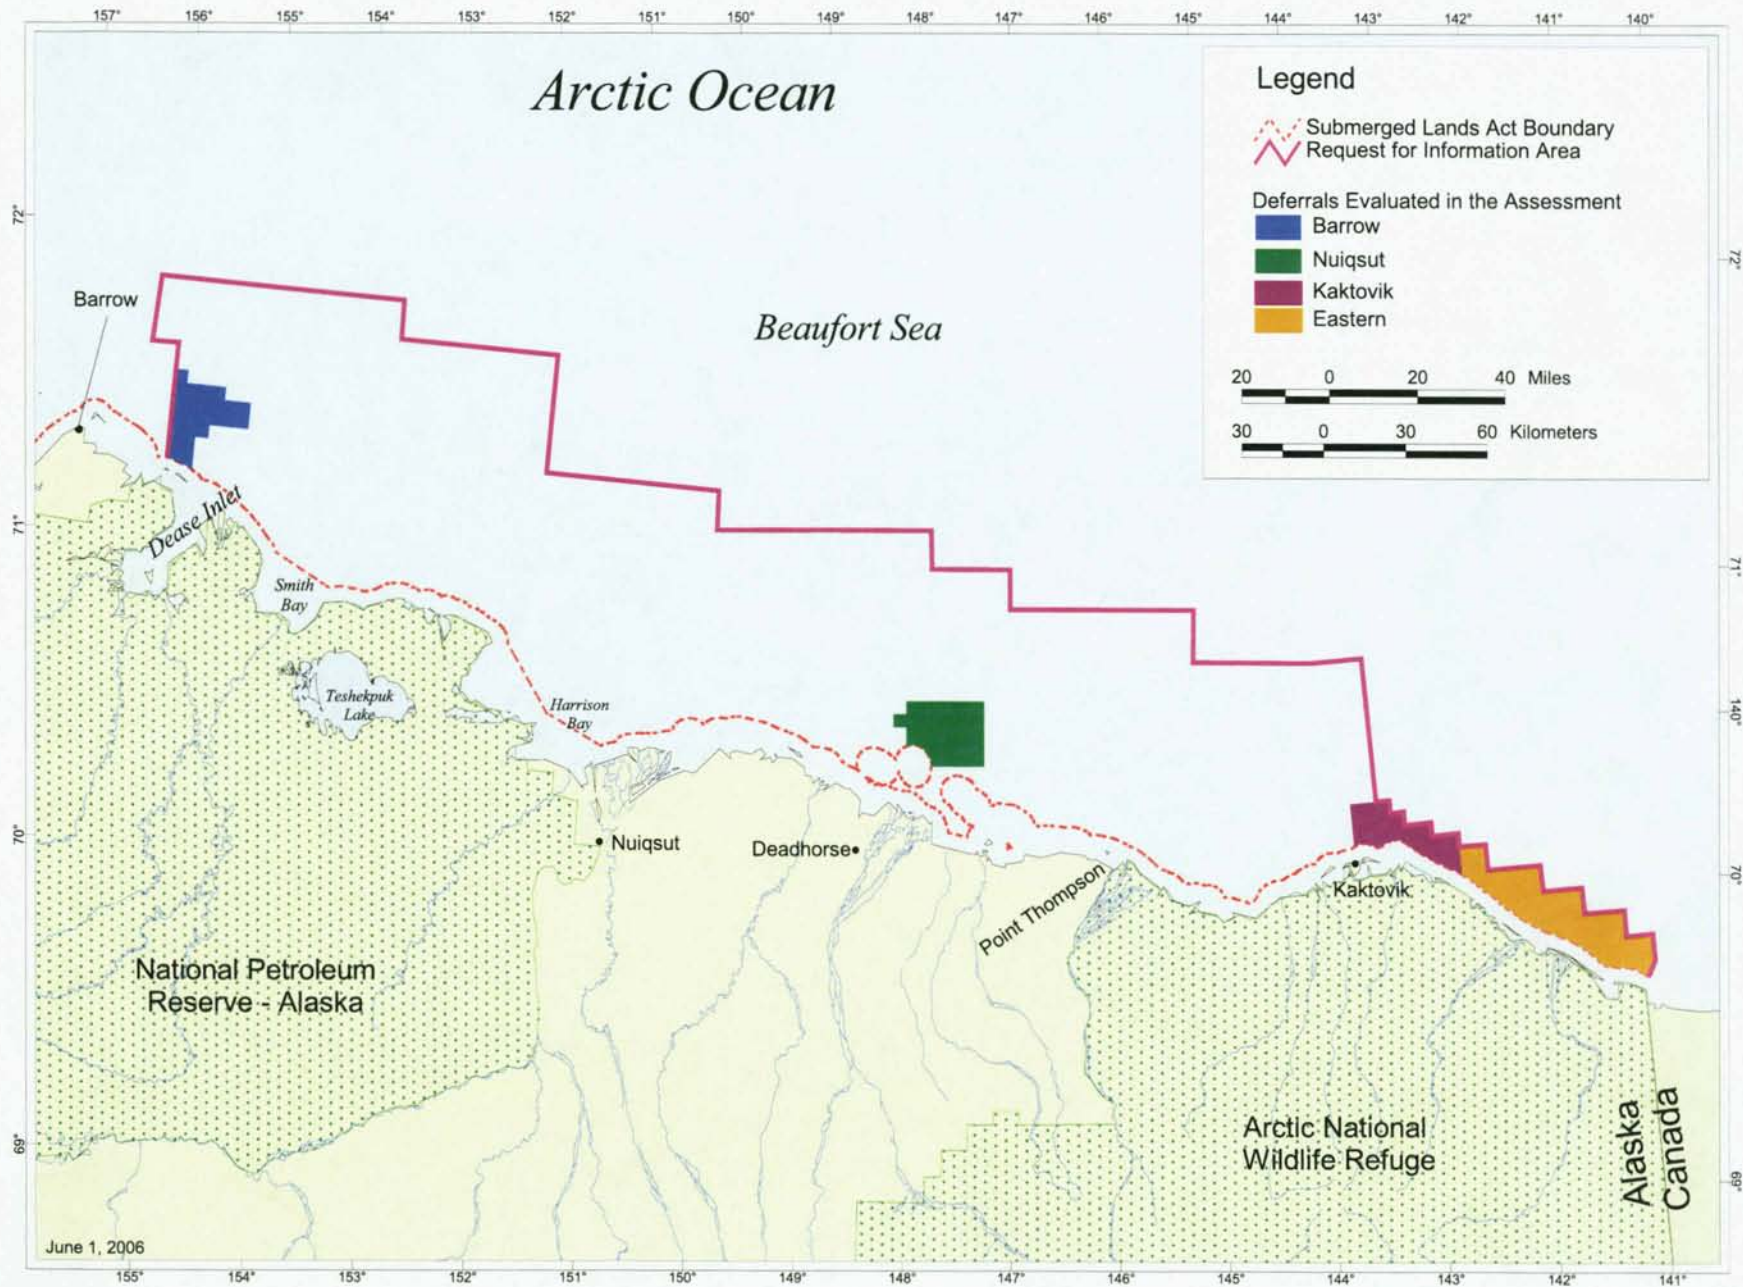 157° 156° 155° 154° 153° 152° 151° 150° 149° 148° 147° 146° 145° 144° 143° 142° 141° 140°
Arctic Ocean
Legend
Submerged Lands Act Boundary
Request for Information Area
Deferrals Evaluated in the Assessment
Barrow
Nuiqsut
Kaktovik
Eastern
20 0 20 40 Miles
30 0 30 60 Kilometers
72°
72°
Barrow
Beaufort Sea
71°
71°
Dease Inlet
Smith
Bay
Teshekpuk
Lake
Harrison
Bay
140°
70°
70°
Nuiqsut
Deadhorse
Point Thompson
Kaktovik
National Petroleum
Reserve - Alaska
Arctic National
Wildlife Refuge
Alaska
Canada
69°
69°
June 1, 2006
155° 154° 153° 152° 151° 150° 149° 148° 147° 146° 145° 144° 143° 142° 141°